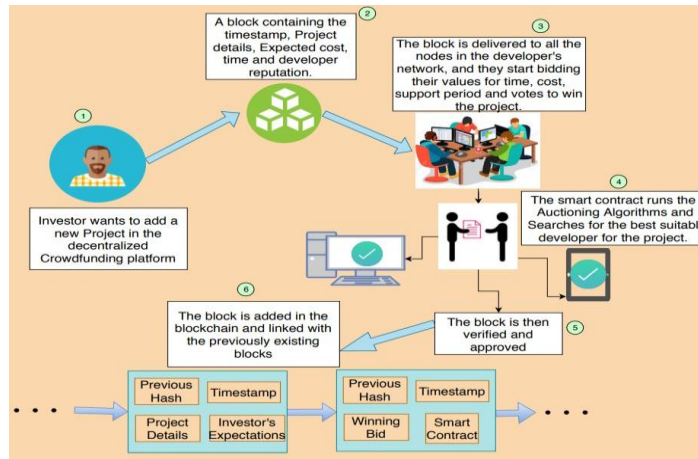 2
A block containing the
timestamp, Project
details, Expected cost,
time and developer
reputation.
3
The block is delivered to all the
nodes in the developer's
network, and they start bidding
their values for time, cost,
support period and votes to win
the project.
1
Investor wants to add a
new Project in the
decentralized
Crowdfunding platform
4
The smart contract runs the
Auctioning Algorithms and
Searches for the best suitable
developer for the project.
6
The block is added in the
blockchain and linked with
the previously existing
blocks
5
The block is then
verified and
approved
Previous
Hash
Timestamp
Project
Details
Investor's
Expectations
Previous
Hash
Timestamp
Winning
Bid
Smart
Contract